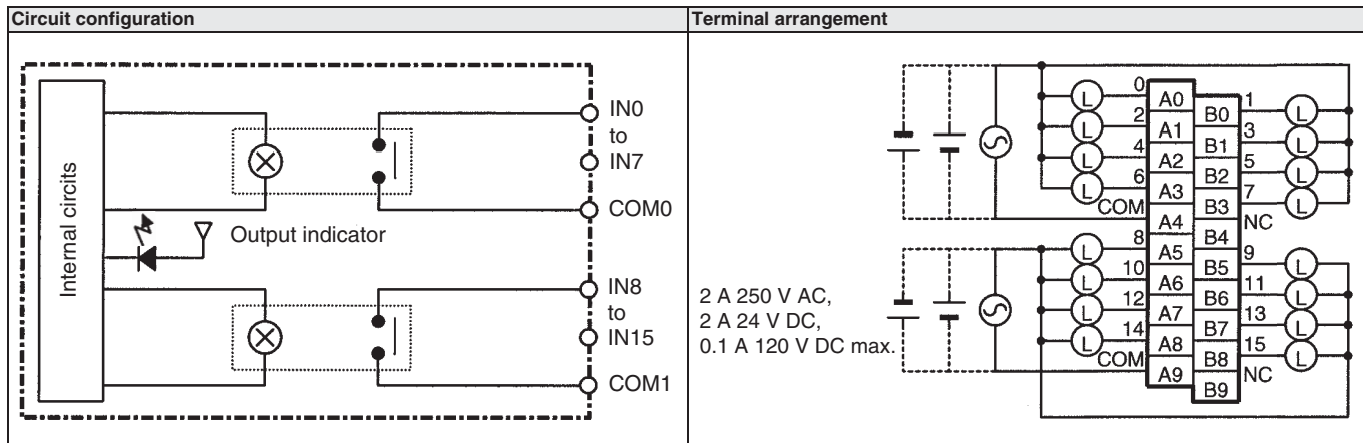 Circuit configuration
Terminal arrangement
Internal circits
IN0
to
IN7
COM0
Output indicator
IN8
to
IN15
COM1
2 A 250 V AC,
2 A 24 V DC,
0.1 A 120 V DC max.
L 0 A0 B0 1 L
L 2 A1 B1 3 L
L 4 A2 B2 5 L
L 6 A3 B3 7 L
COM A4 B4 NC
L 8 A5 B5 9 L
L 10 A6 B6 11 L
L 12 A7 B7 13 L
L 14 A8 B8 15 L
COM A9 B9 NC